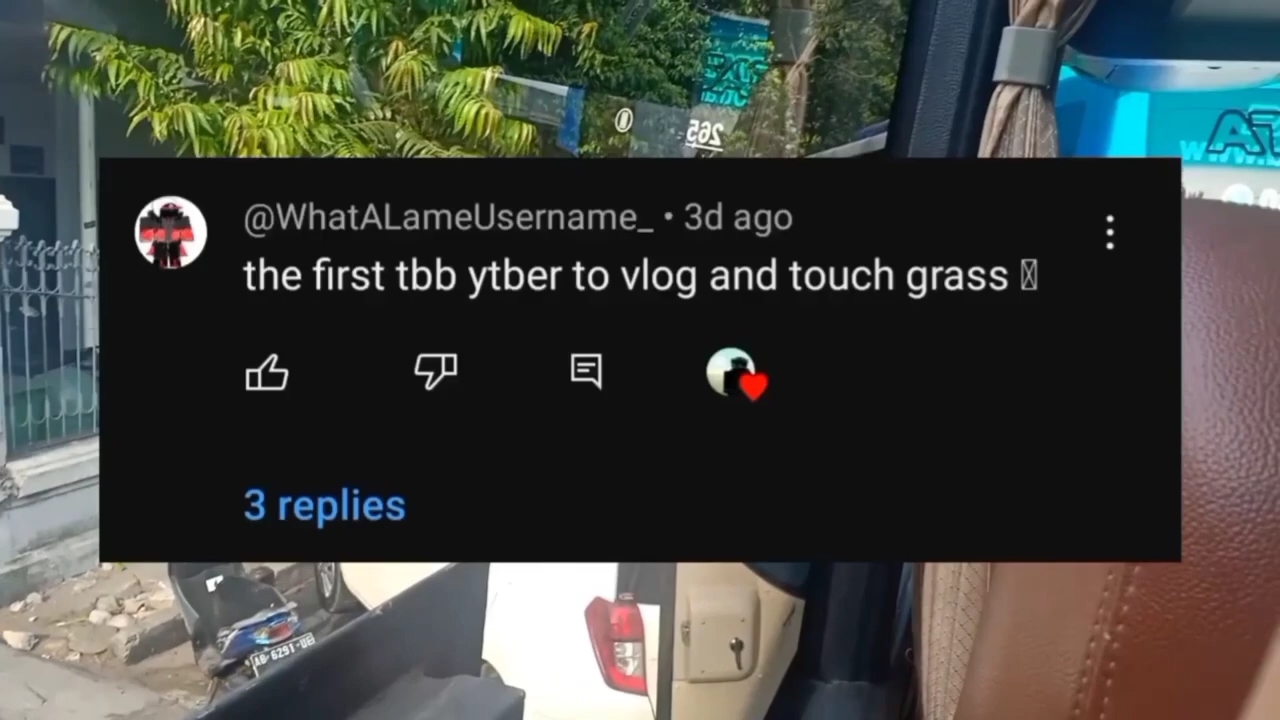 265
@WhatALameUsername_ • 3d ago
the first tbb ytber to vlog and touch grass
3 replies
AB 6291 UE